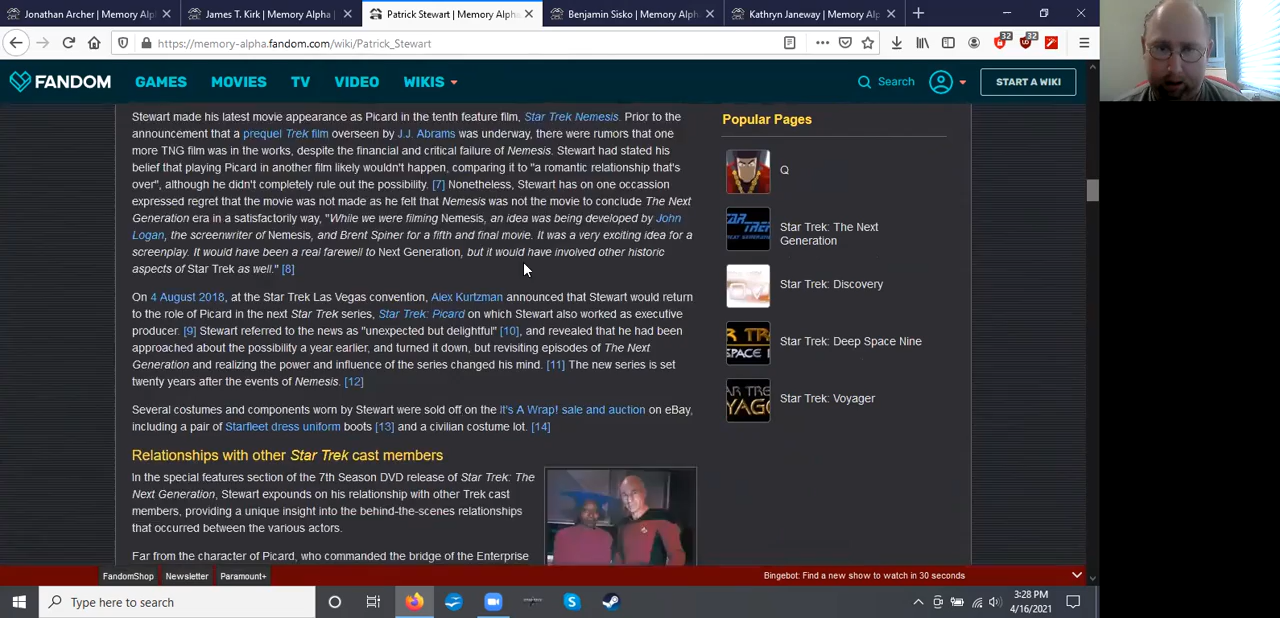 Jonathan Archer | Memory Alpha
James T. Kirk | Memory Alpha |
Patrick Stewart | Memory Alpha
Benjamin Sisko | Memory Alpha |
Kathryn Janeway | Memory Alp
https://memory-alpha.fandom.com/wiki/Patrick_Stewart
32
32
FANDOM
GAMES
MOVIES
TV
VIDEO
WIKIS
Search
START A WIKI
Stewart made his latest movie appearance as Picard in the tenth feature film, Star Trek Nemesis. Prior to the
announcement that a prequel Trek film overseen by J.J. Abrams was underway, there were rumors that one
more TNG film was in the works, despite the financial and critical failure of Nemesis. Stewart had stated his
belief that playing Picard in another film likely wouldn't happen, comparing it to "a romantic relationship that's
over", although he didn't completely rule out the possibility. [7] Nonetheless, Stewart has on one occassion
expressed regret that the movie was not made as he felt that Nemesis was not the movie to conclude The Next
Generation era in a satisfactorily way, "While we were filming Nemesis, an idea was being developed by John
Logan, the screenwriter of Nemesis, and Brent Spiner for a fifth and final movie. It was a very exciting idea for a
screenplay. It would have been a real farewell to Next Generation, but it would have involved other historic
aspects of Star Trek as well." [8]
On 4 August 2018, at the Star Trek Las Vegas convention, Alex Kurtzman announced that Stewart would return
to the role of Picard in the next Star Trek series, Star Trek: Picard on which Stewart also worked as executive
producer. [9] Stewart referred to the news as "unexpected but delightful" [10], and revealed that he had been
approached about the possibility a year earlier, and turned it down, but revisiting episodes of The Next
Generation and realizing the power and influence of the series changed his mind. [11] The new series is set
twenty years after the events of Nemesis. [12]
Several costumes and components worn by Stewart were sold off on the It's A Wrap! sale and auction on eBay,
including a pair of Starfleet dress uniform boots [13] and a civilian costume lot. [14]
Relationships with other Star Trek cast members
In the special features section of the 7th Season DVD release of Star Trek: The
Next Generation, Stewart expounds on his relationship with other Trek cast
members, providing a unique insight into the behind-the-scenes relationships
that occurred between the various actors.
Far from the character of Picard, who commanded the bridge of the Enterprise
Popular Pages
Q
Star Trek: The Next
Generation
Star Trek: Discovery
Star Trek: Deep Space Nine
Star Trek: Voyager
FandomShop
Newsletter
Paramount+
Bingebot: Find a new show to watch in 30 seconds
Type here to search
3:28 PM
4/16/2021